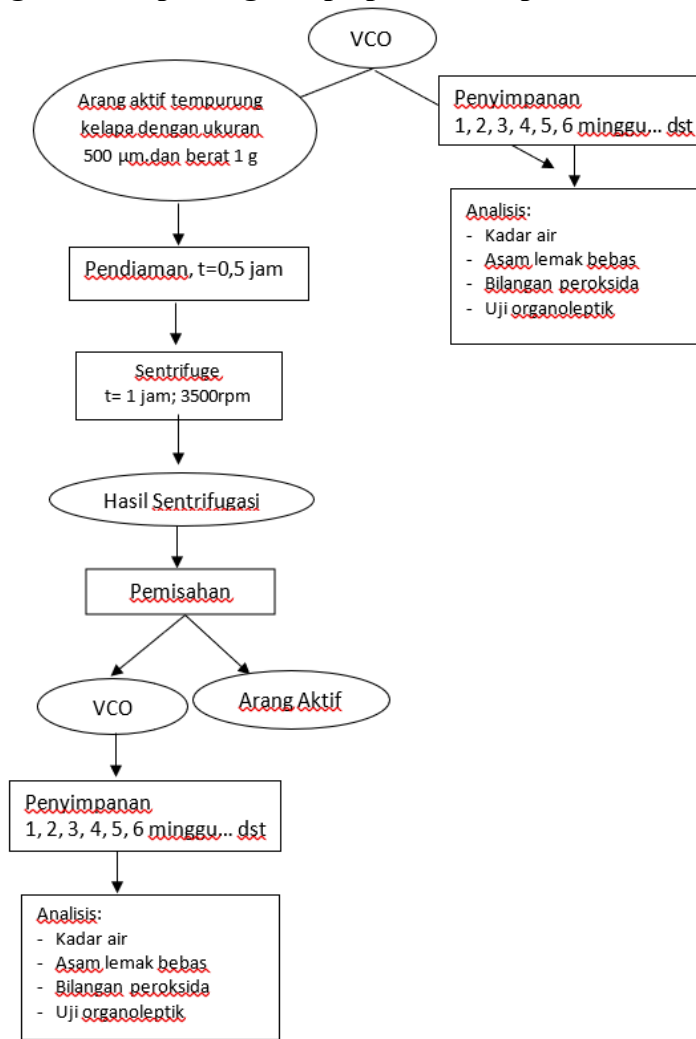 VCO
Arang aktif tempurung
kelapa dengan ukuran
500 µm.dan berat 1 g
Penyimpanan
1, 2, 3, 4, 5, 6 minggu... dst
Analisis:
- Kadar air
- Asam lemak bebas
- Bilangan peroksida
- Uji organoleptik
Pendiaman, t=0,5 jam
Sentrifuge
t= 1 jam; 3500rpm
Hasil Sentrifugasi
Pemisahan
VCO
Arang Aktif
Penyimpanan
1, 2, 3, 4, 5, 6 minggu... dst
Analisis:
- Kadar air
- Asam lemak bebas
- Bilangan peroksida
- Uji organoleptik